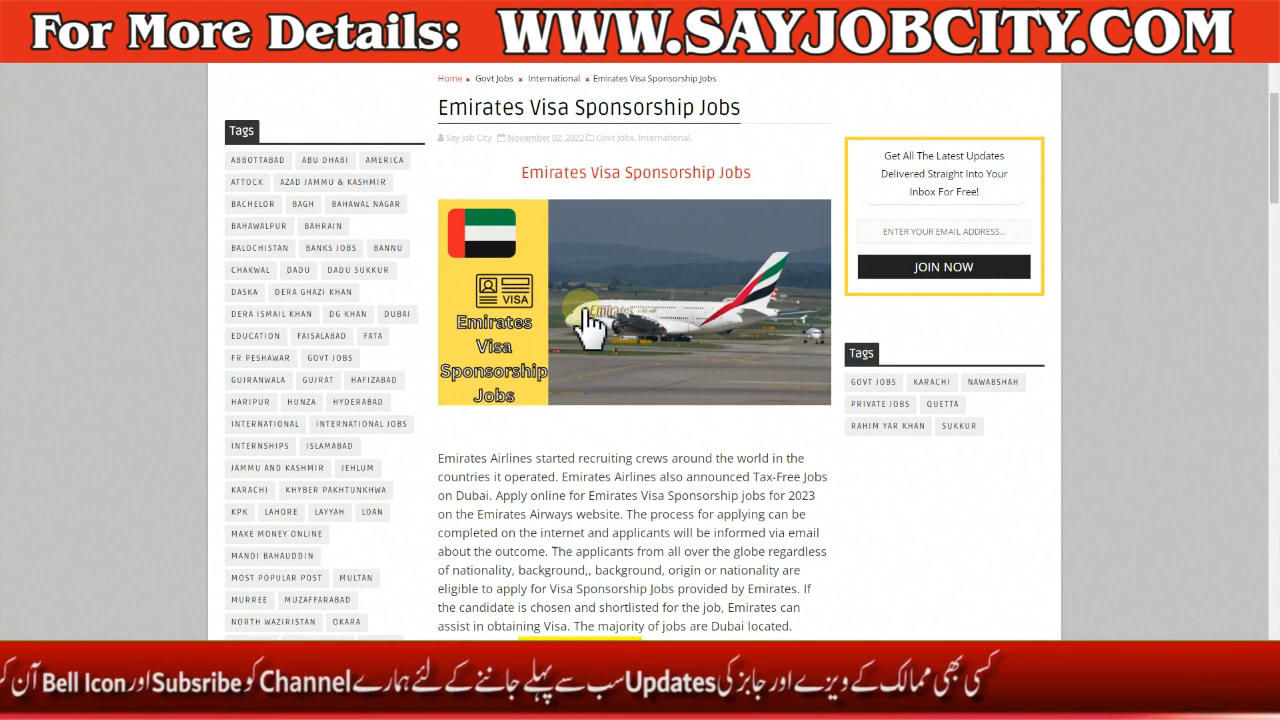 For More Details: WWW.SAYJOBCITY.COM
Home × Govt Jobs × International × Emirates Visa Sponsorship Jobs
Emirates Visa Sponsorship Jobs
Say Job City November 02, 2022 Govt Jobs, International,
Tags
ABBOTTABAD ABU DHABI AMERICA
ATTOCK AZAD JAMMU & KASHMIR
BACHELOR BAGH BAHAWAL NAGAR
BAHAWALPUR BAHRAIN
BALOCHISTAN BANKS JOBS BANNU
CHAKWAL DADU DADU SUKKUR
DASKA DERA GHAZI KHAN
DERA ISMAIL KHAN DG KHAN DUBAI
EDUCATION FAISALABAD FATA
FR PESHAWAR GOVT JOBS
GUJRANWALA GUJRAT HAFIZABAD
HARIPUR HUNZA HYDERABAD
INTERNATIONAL INTERNATIONAL JOBS
INTERNSHIPS ISLAMABAD
JAMMU AND KASHMIR JEHLUM
KARACHI KHYBER PAKHTUNKHWA
KPK LAHORE LAYYAH LOAN
MAKE MONEY ONLINE
MANDI BAHAUDDIN
MOST POPULAR POST MULTAN
MURREE MUZAFFARABAD
NORTH WAZIRISTAN OKARA
Emirates Visa Sponsorship Jobs
VISA
Emirates
Visa
Sponsorship
Jobs
Emirates
Emirates Airlines started recruiting crews around the world in the
countries it operated. Emirates Airlines also announced Tax-Free Jobs
on Dubai. Apply online for Emirates Visa Sponsorship jobs for 2023
on the Emirates Airways website. The process for applying can be
completed on the internet and applicants will be informed via email
about the outcome. The applicants from all over the globe regardless
of nationality, background,, background, origin or nationality are
eligible to apply for Visa Sponsorship Jobs provided by Emirates. If
the candidate is chosen and shortlisted for the job, Emirates can
assist in obtaining Visa. The majority of jobs are Dubai located.
Get All The Latest Updates
Delivered Straight Into Your
Inbox For Free!
ENTER YOUR EMAIL ADDRESS...
JOIN NOW
Tags
GOVT JOBS KARACHI NAWABSHAH
PRIVATE JOBS QUETTA
RAHIM YAR KHAN SUKKUR
کسی بھی ممالک کے ویزے اور جابز کی Updates سب سے پہلے جاننے کے لئے ہمارے Channel کو Subsribe اور Bell Icon آن